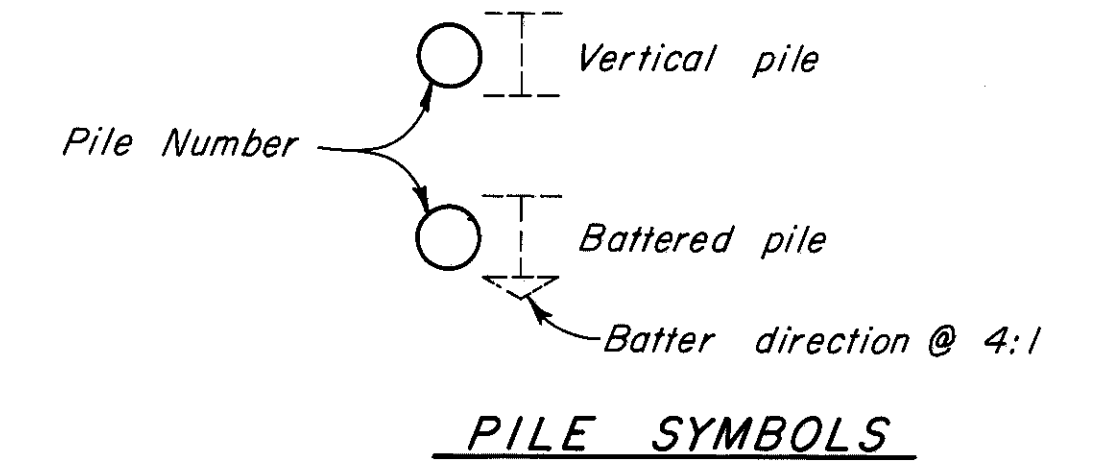 Vertical pile
Pile Number
Battered pile
Batter direction @ 4:1
PILE SYMBOLS